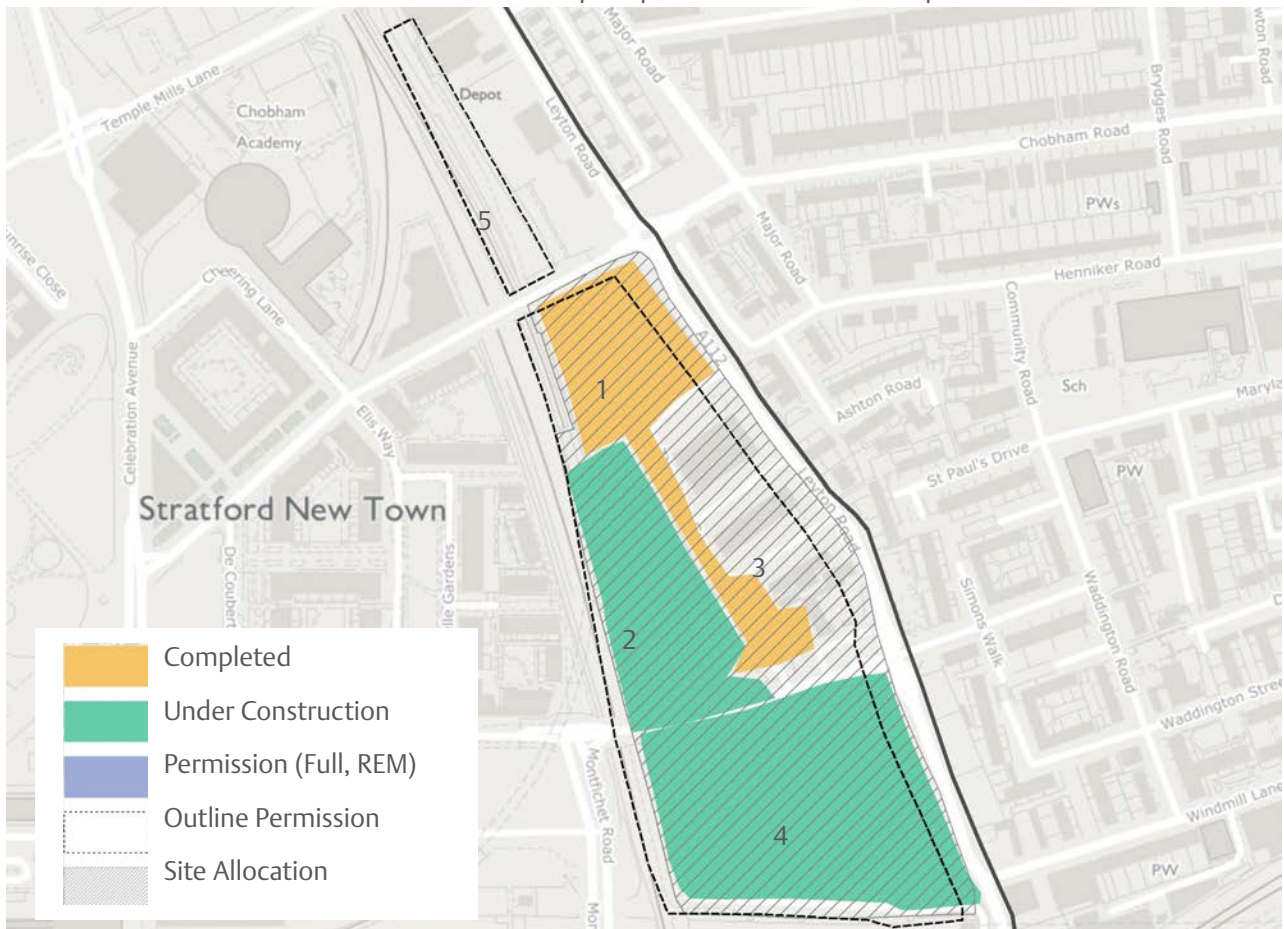 Major Road
Brydges Road
Temple Mills Lane
Depot
Chobham
Academy
Leyton Road
Chobham Road
PWs
5
Major Road
Cheering Lane
Henniker Road
Close
Community Road
A112
1
Sch
Ashton Road
Celebration Avenue
Ellis Way
St Paul's Drive
PW
Leyton Road
Stratford New Town
3
Simons Walk
Waddington Road
2
Waddington Street
Montfichet Road
Windmill Lane
4
PW
Completed
Under Construction
Permission (Full, REM)
Outline Permission
Site Allocation